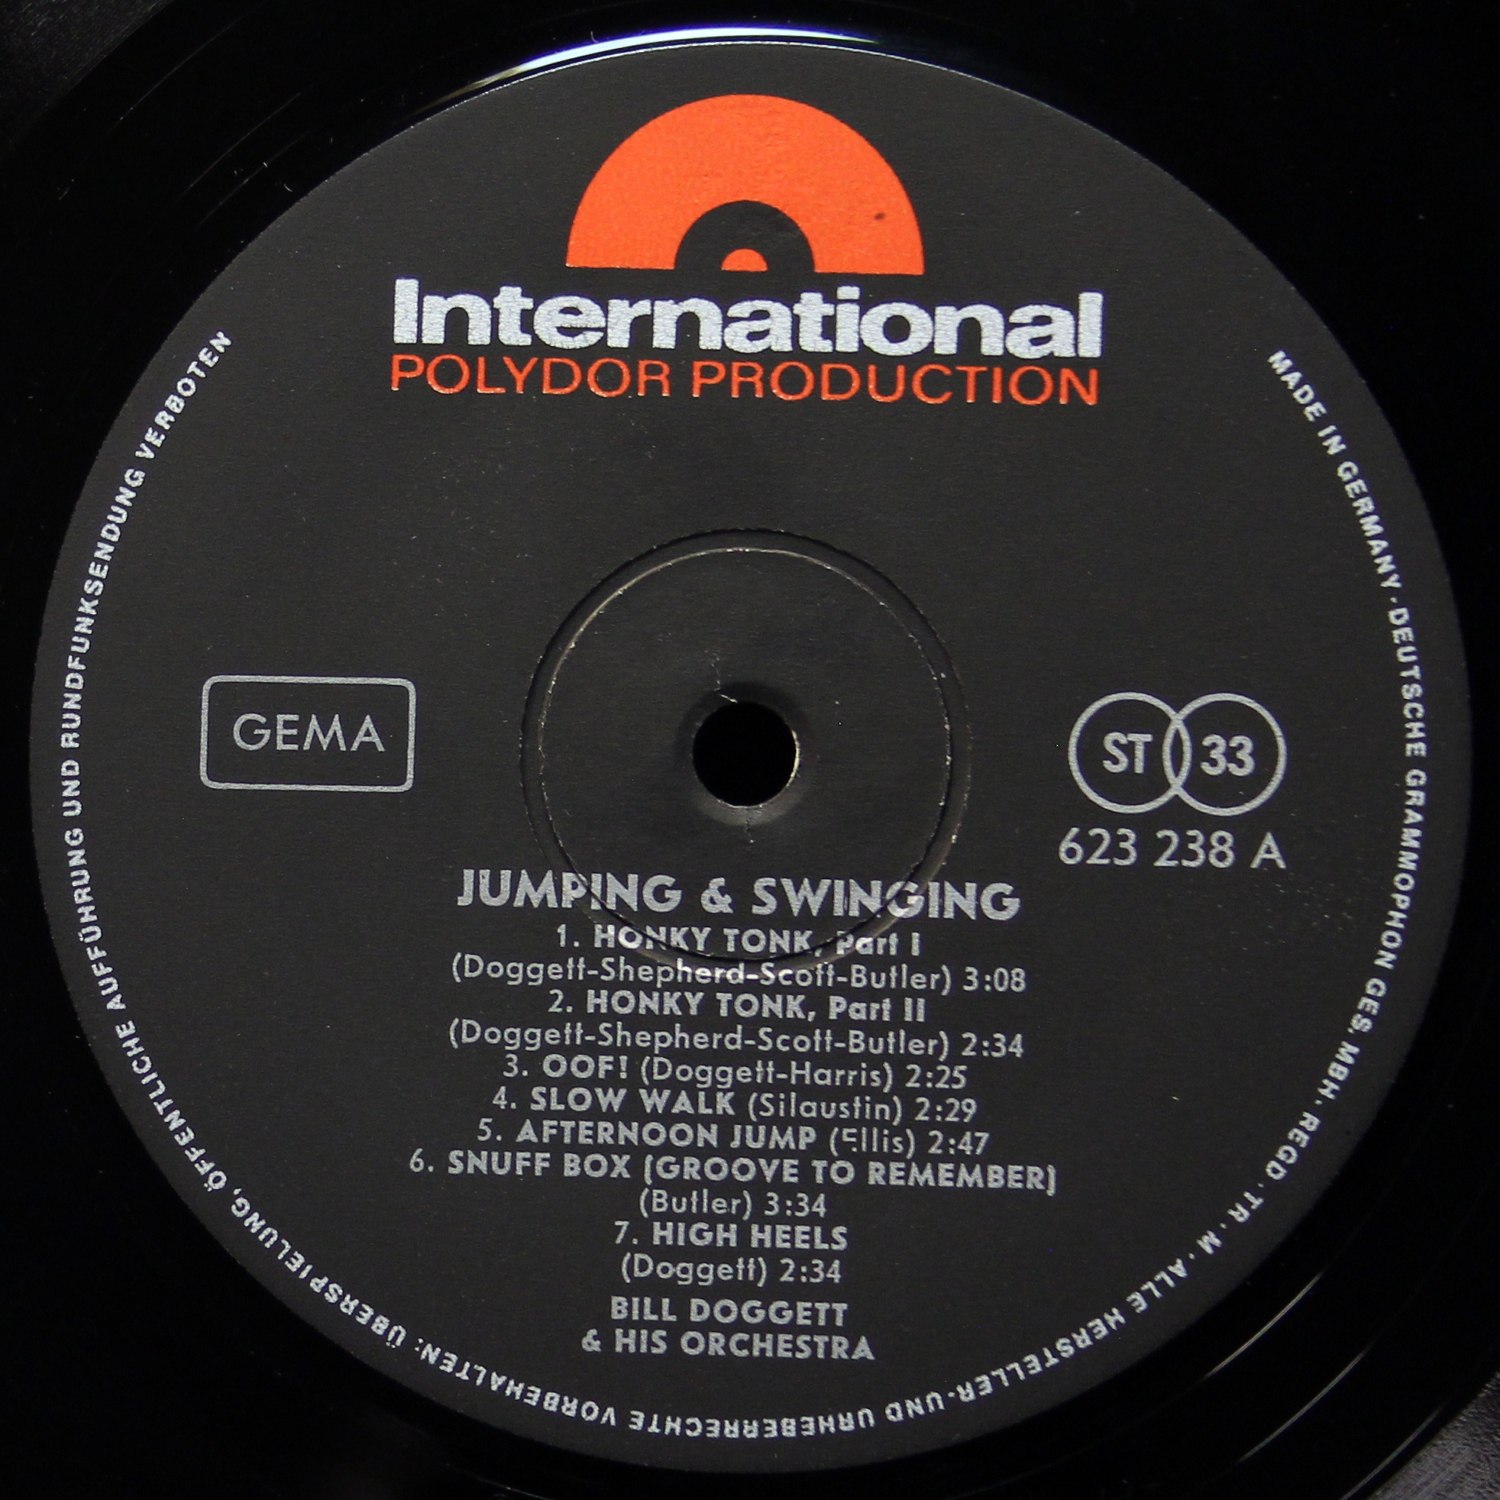 International
POLYDOR PRODUCTION
GEMA
ST 33
623 238 A
JUMPING & SWINGING
1. HONKY TONK, Part I
(Doggett-Shepherd-Scott-Butler) 3:08
2. HONKY TONK, Part II
(Doggett-Shepherd-Scott-Butler) 2:34
3. OOF! (Doggett-Harris) 2:25
4. SLOW WALK (Silaustin) 2:29
5. AFTERNOON JUMP (Ellis) 2:47
6. SNUFF BOX (GROOVE TO REMEMBER)
(Butler) 3:34
7. HIGH HEELS
(Doggett) 2:34
BILL DOGGETT
& HIS ORCHESTRA
MADE IN GERMANY · DEUTSCHE GRAMMOPHON GES. MBH. REGD. TR. M. · ALLE HERSTELLER- UND URHEBERRECHTE VORBEHALTEN: ÜBERSPIELUNG, ÖFFENTLICHE AUFFÜHRUNG UND RUNDFUNKSENDUNG VERBOTEN